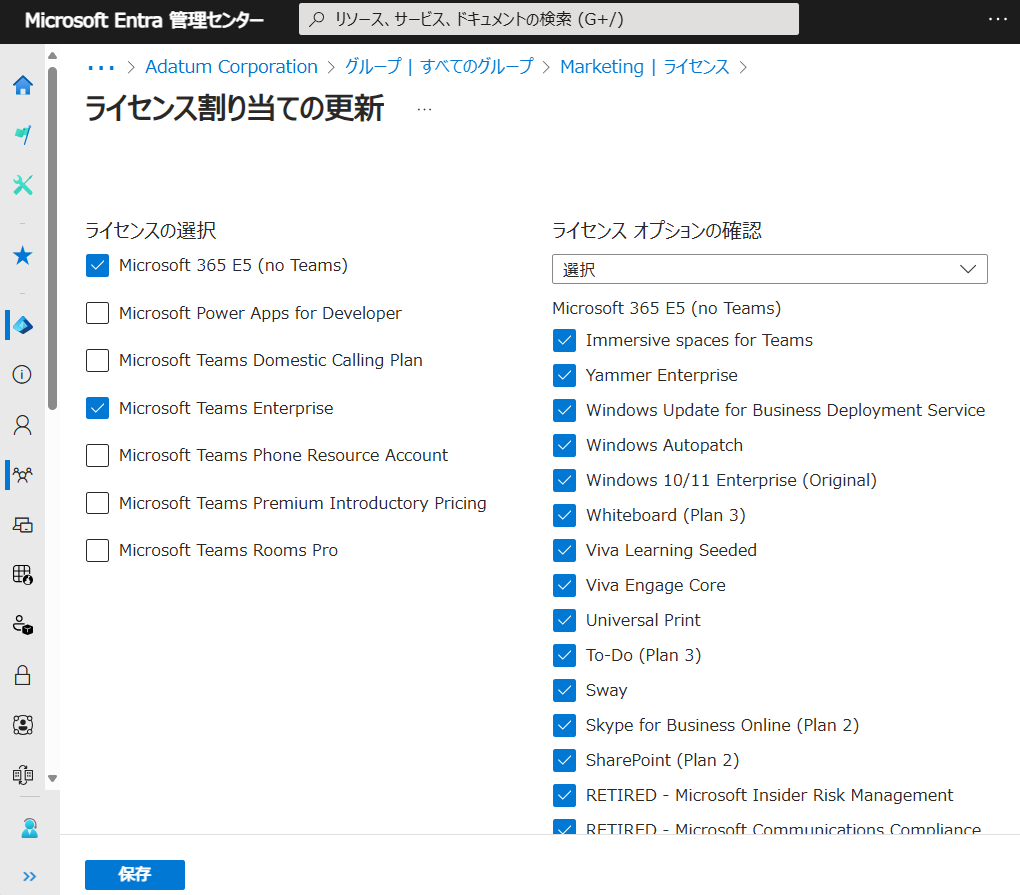 Microsoft Entra 管理センター
リソース、サービス、ドキュメントの検索 (G+/)
Adatum Corporation > グループ | すべてのグループ > Marketing | ライセンス >
ライセンス割り当ての更新
ライセンスの選択
Microsoft 365 E5 (no Teams)
Microsoft Power Apps for Developer
Microsoft Teams Domestic Calling Plan
Microsoft Teams Enterprise
Microsoft Teams Phone Resource Account
Microsoft Teams Premium Introductory Pricing
Microsoft Teams Rooms Pro
ライセンス オプションの確認
選択
Microsoft 365 E5 (no Teams)
Immersive spaces for Teams
Yammer Enterprise
Windows Update for Business Deployment Service
Windows Autopatch
Windows 10/11 Enterprise (Original)
Whiteboard (Plan 3)
Viva Learning Seeded
Viva Engage Core
Universal Print
To-Do (Plan 3)
Sway
Skype for Business Online (Plan 2)
SharePoint (Plan 2)
RETIRED - Microsoft Insider Risk Management
RETIRED - Microsoft Communications Compliance
保存